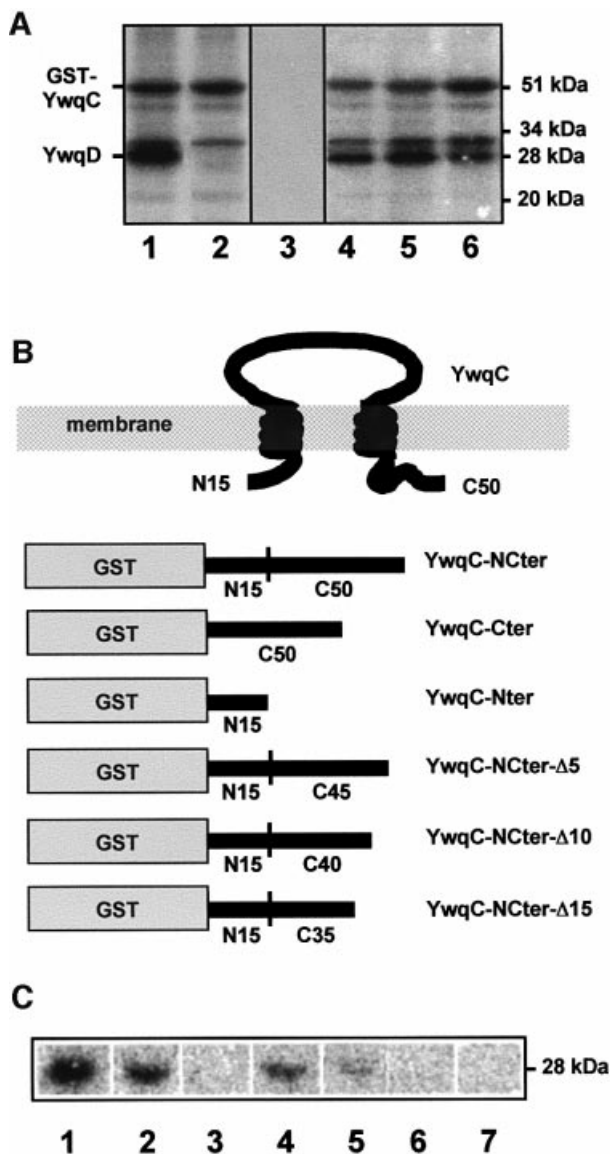 A
GST-
YwqC
YwqD
51 kDa
34 kDa
28 kDa
20 kDa
1 2 3 4 5 6
B
YwqC
membrane
N15
C50
GST
N15 C50
YwqC-NCter
GST
C50
YwqC-Cter
GST
N15
YwqC-Nter
GST
N15 C45
YwqC-NCter-Δ5
GST
N15 C40
YwqC-NCter-Δ10
GST
N15 C35
YwqC-NCter-Δ15
C
28 kDa
1 2 3 4 5 6 7